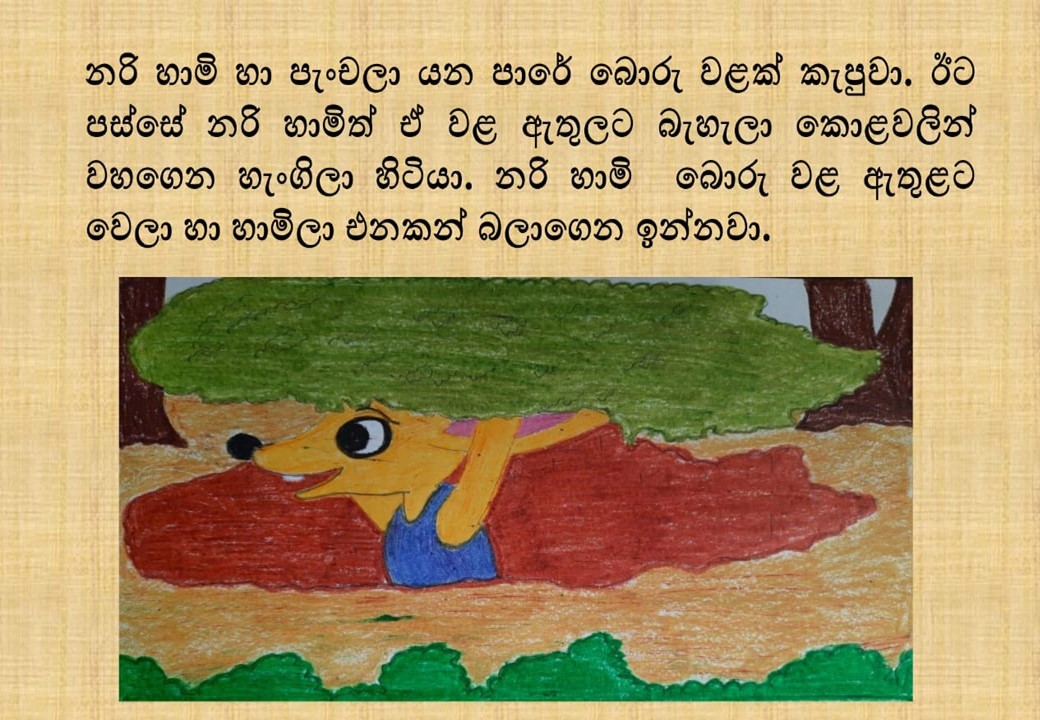 නරි හාමි හා පැංචලා යන පාරේ බොරු වළක් කැපුවා. ඊට
පස්සේ නරි හාමිත් ඒ වළ ඇතුලට බැහැලා කොළවලින්
වහගෙන හැංගිලා හිටියා. නරි හාමි බොරු වළ ඇතුළට
වෙලා හා හාමිලා එනකන් බලාගෙන ඉන්නවා.